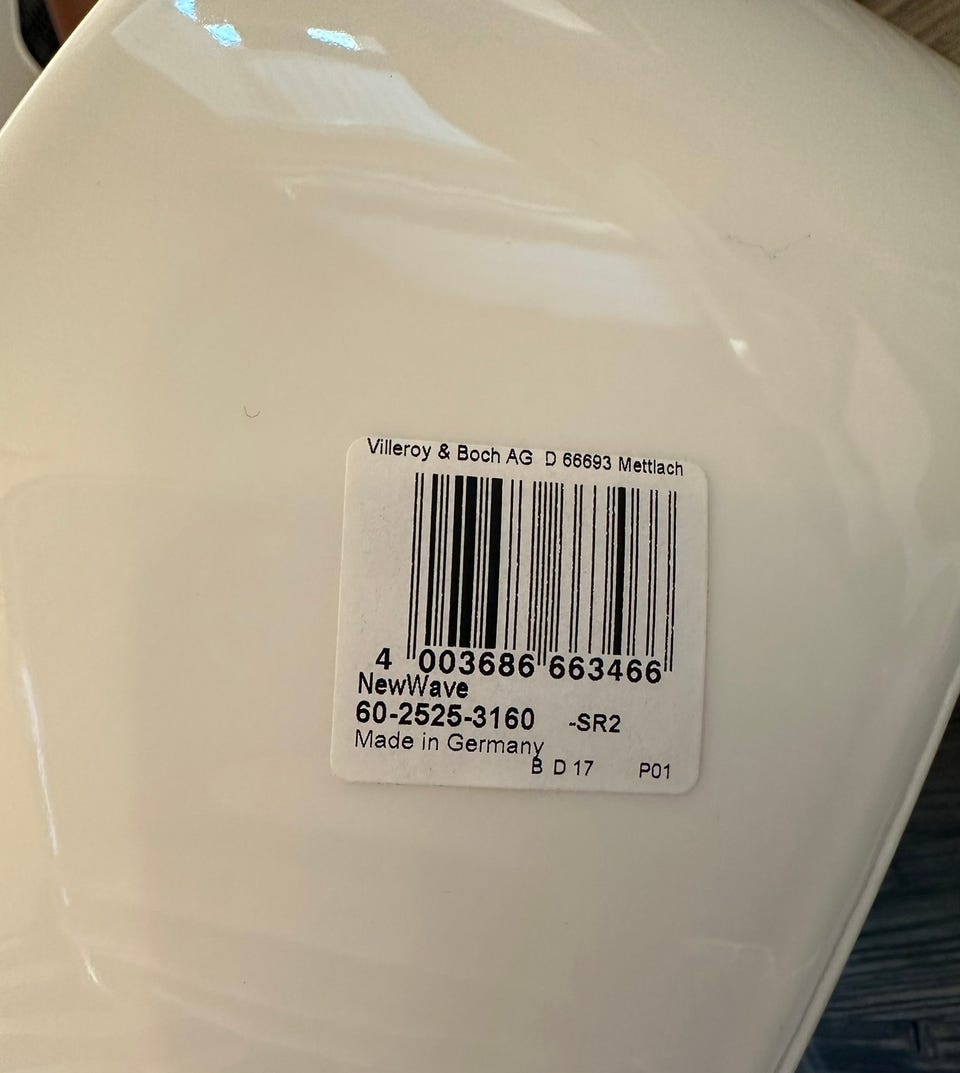 Villeroy & Boch AG D 66693 Mettlach
4 003686 663466
NewWave
60-2525-3160 -SR2
Made in Germany
B D 17 P01